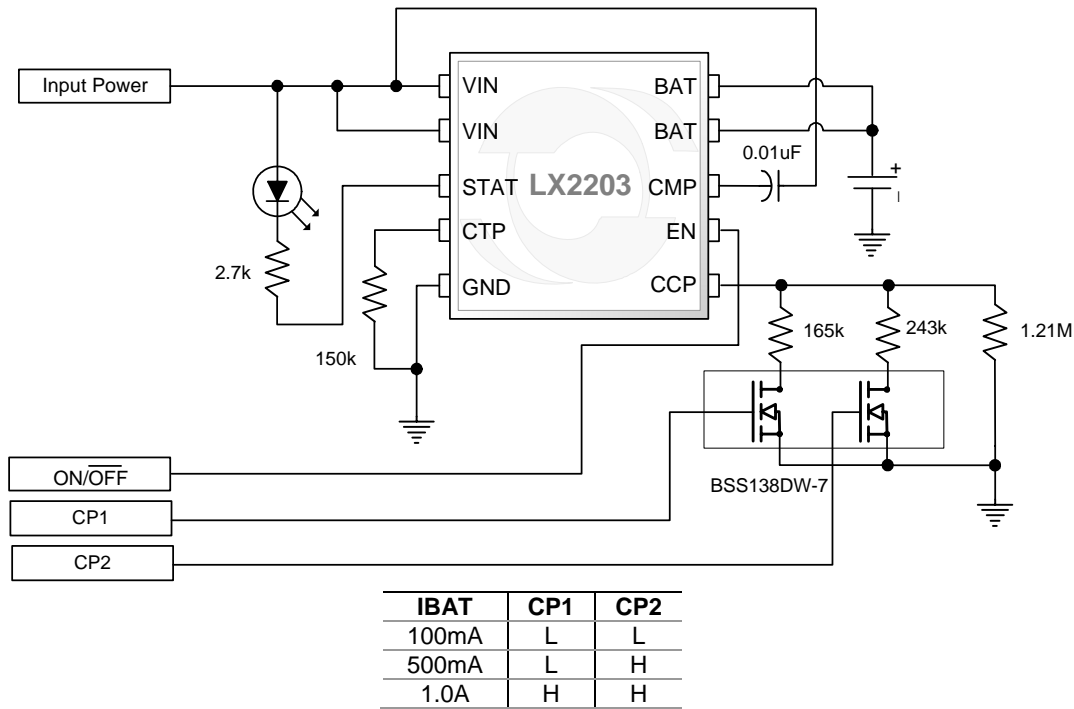 Input Power
VIN
BAT
VIN
BAT
0.01uF
STAT
LX2203
CMP
+
CTP
EN
2.7k
GND
CCP
150k
165k
243k
1.21M
BSS138DW-7
ON/OFF
CP1
CP2
IBAT CP1 CP2
100mA L L
500mA L H
1.0A H H